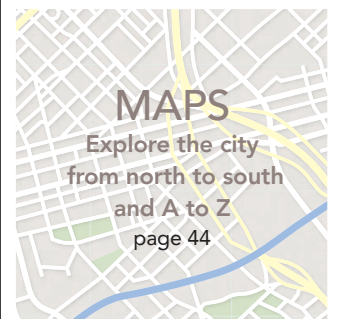 MAPS
Explore the city
from north to south
and A to Z
page 44